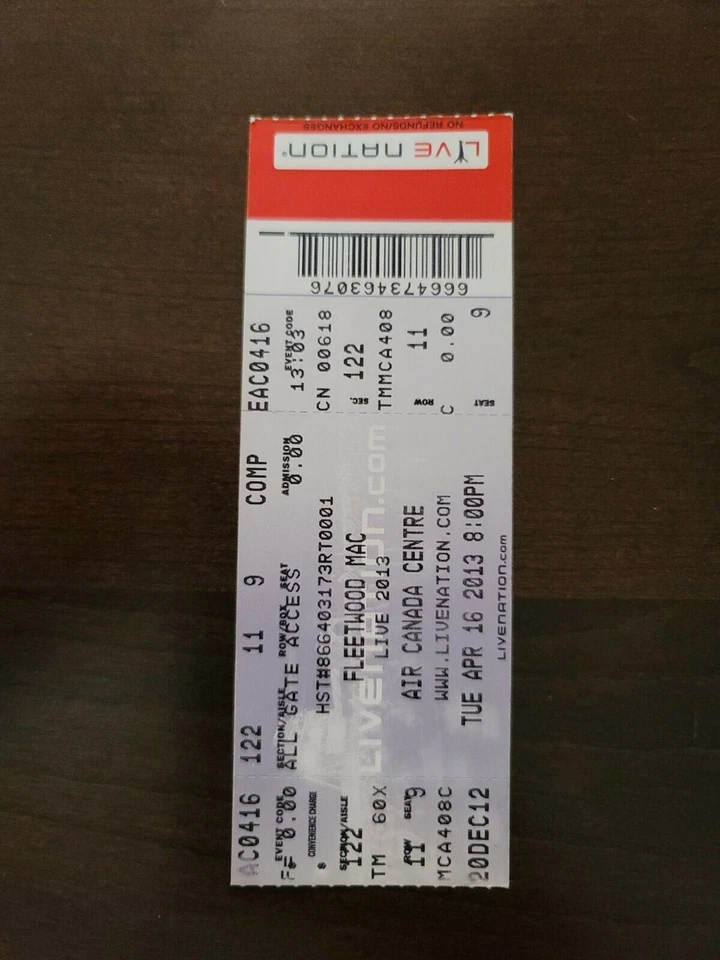 AC0416 122 11 9 COMP EAC0416
EVENT CODE SECTION/AISLE ROW/BOX SEAT ADMISSION EVENT CODE
0.00 ALL GATE ACCESS 0.00 13:03
$ CONVENIENCE CHARGE HST#866403173RT0001 CN 00618
SECTION/AISLE
122 FLEETWOOD MAC SEC. 122
TM 60X LIVE 2013 TMMCA408
LIVENATION.com
ROW SEAT
11 9 AIR CANADA CENTRE ROW 11
MCA408C WWW.LIVENATION.COM C 0.00
20DEC12 TUE APR 16 2013 8:00PM SEAT 9
LIVENATION.com
666473463076
LIVE NATION®
NO REFUNDS/NO EXCHANGES